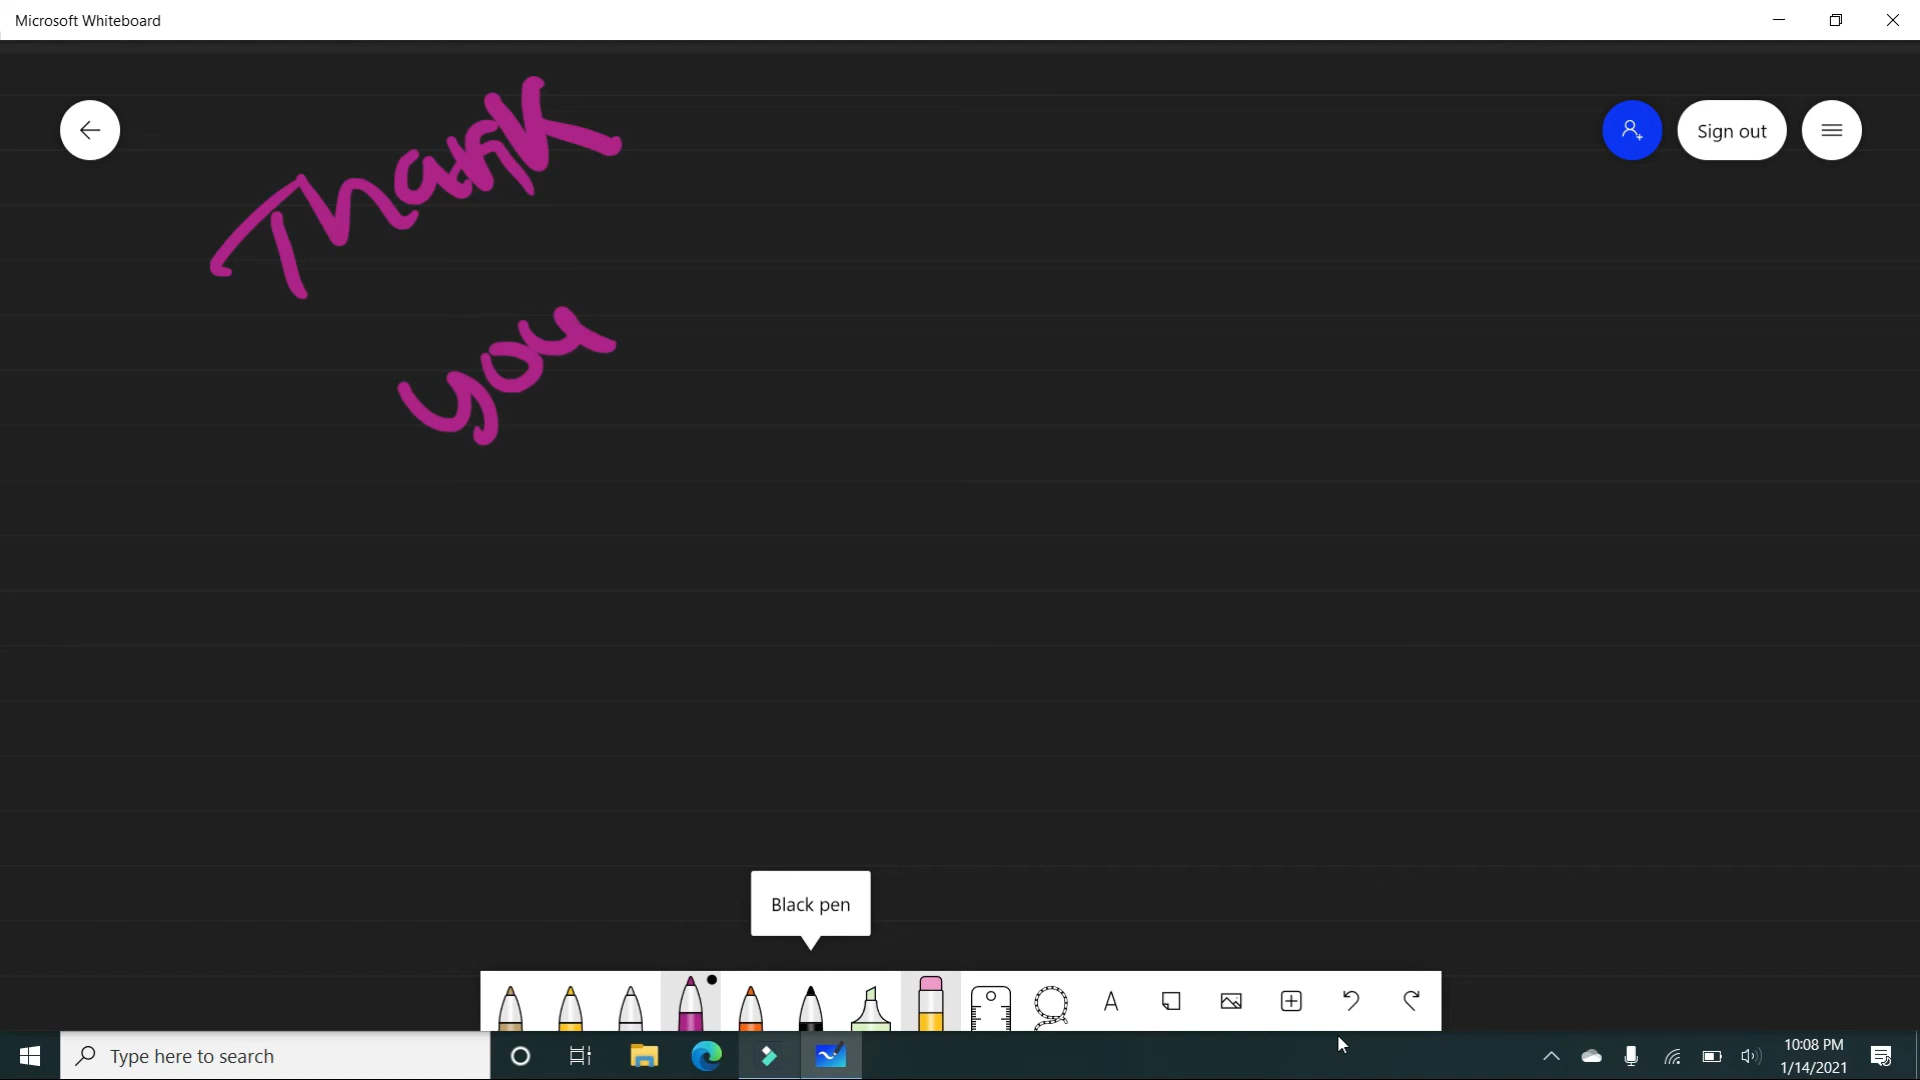 Microsoft Whiteboard
Sign out
Thank
you
Black pen
Type here to search
10:08 PM
1/14/2021